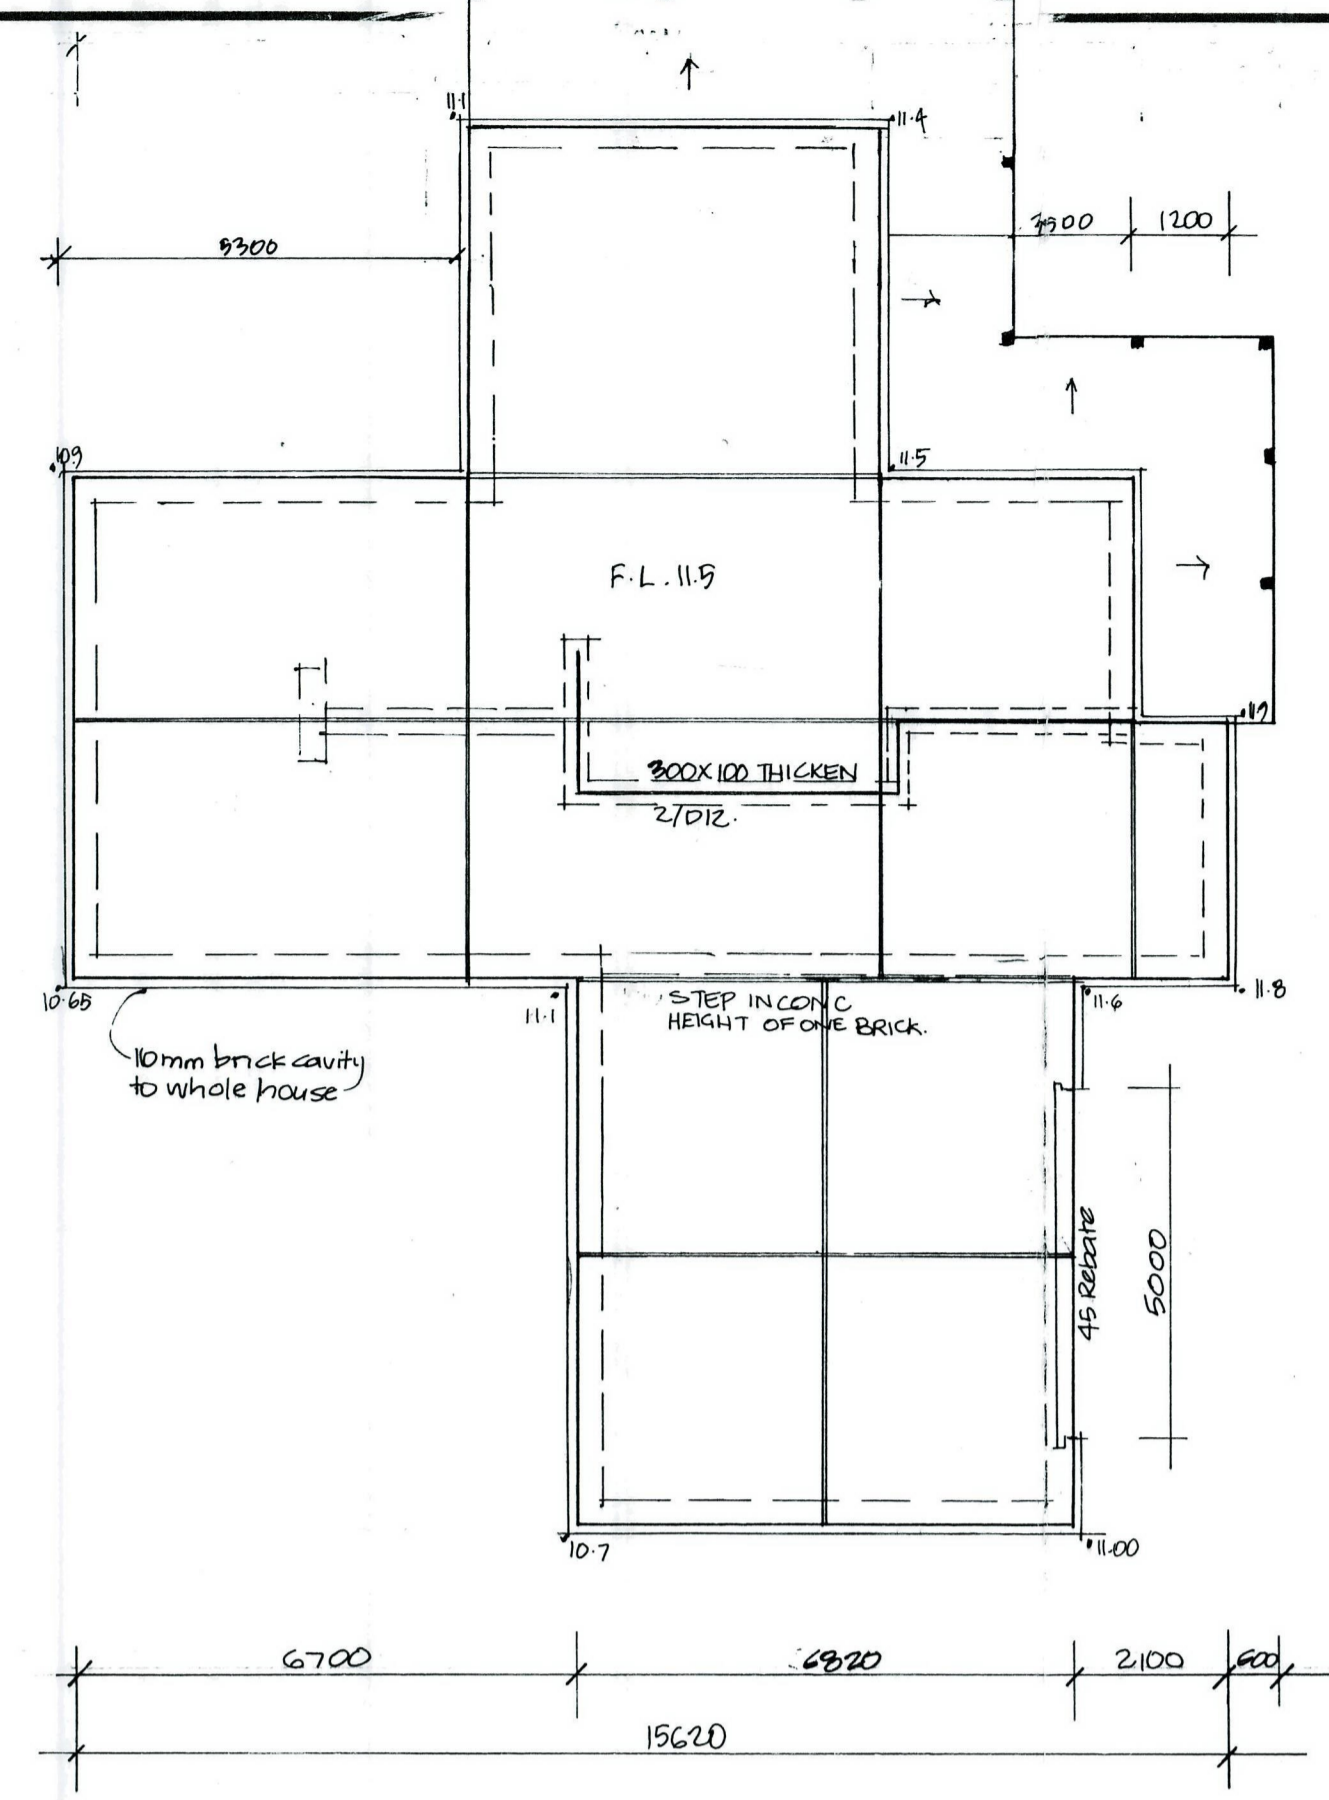 11.1
11.4
5300
3500
1200
10.9
11.5
F.L. 11.5
11.7
300X100 THICKEN
2/D12.
10.65
11.1
STEP IN CONC
HEIGHT OF ONE BRICK.
11.6
11.8
10mm brick cavity
to whole house
45 Rebate
5000
10.7
11.00
6700
6820
2100
600
15620